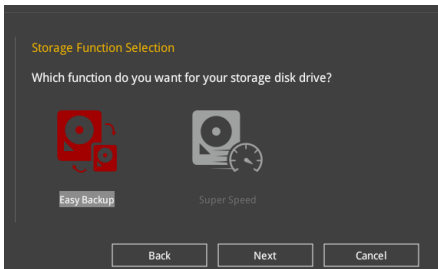 Storage Function Selection
Which function do you want for your storage disk drive?
Easy Backup
Super Speed
Back
Next
Cancel